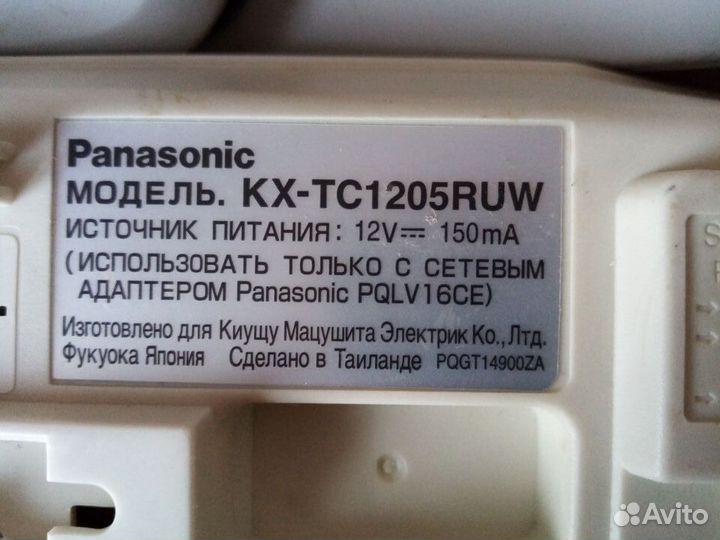 Panasonic
МОДЕЛЬ. KX-TC1205RUW
ИСТОЧНИК ПИТАНИЯ: 12V⎓ 150mA
(ИСПОЛЬЗОВАТЬ ТОЛЬКО С СЕТЕВЫМ
АДАПТЕРОМ Panasonic PQLV16CE)
Изготовлено для Киущу Мацушита Электрик Ко., Лтд.
Фукуока Япония Сделано в Таиланде PQGT14900ZA
Avito